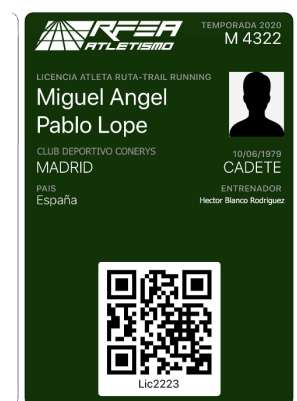 RFEA
ATLETISMO
TEMPORADA 2020
M 4322
LICENCIA ATLETA RUTA-TRAIL RUNNING
Miguel Angel
Pablo Lope
CLUB DEPORTIVO CONERYS
MADRID
10/06/1979
CADETE
PAIS
España
ENTRENADOR
Hector Blanco Rodriguez
Lic2223